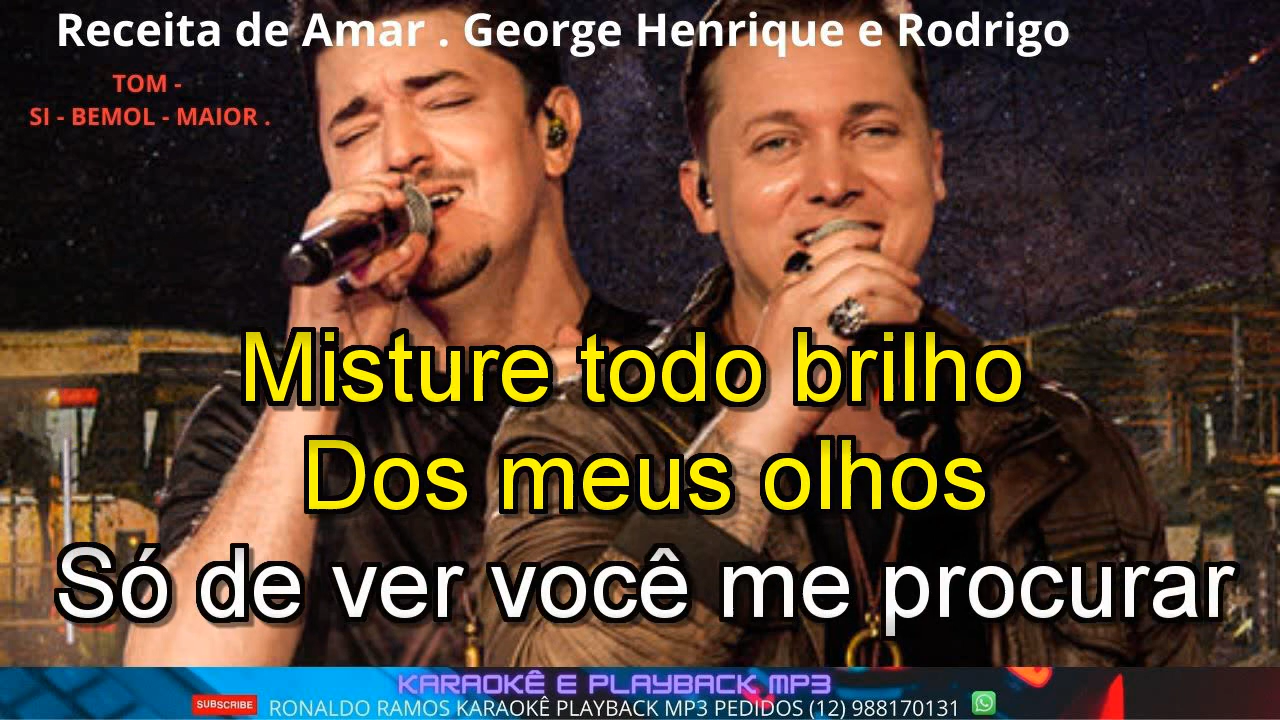 Receita de Amar . George Henrique e Rodrigo
TOM -
SI - BEMOL - MAIOR .
Misture todo brilho
Dos meus olhos
Só de ver você me procurar
KARAOKÊ E PLAYBACK MP3
SUBSCRIBE
RONALDO RAMOS KARAOKÊ PLAYBACK MP3 PEDIDOS (12) 988170131